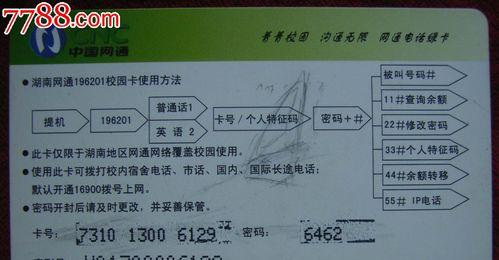 7788.com
CNC
中国网通
菁菁校园 沟通无限 网通电话绿卡
湖南网通196201校园卡使用方法
提机
196201
普通话1
英 语 2
卡号/个人特征码
密码+#
被叫号码#
11#查询余额
22#修改密码
33#个人特征码
44#余额转移
55# IP电话
此卡仅限于湖南地区网通网络覆盖校园使用。
使用此卡可拨打校内宿舍电话、市话、国内、国际长途电话;
默认开通16900拨号上网。
密码开封后请及时更改，并妥善保管。
卡号: 7310 1300 6129 密码: 6462